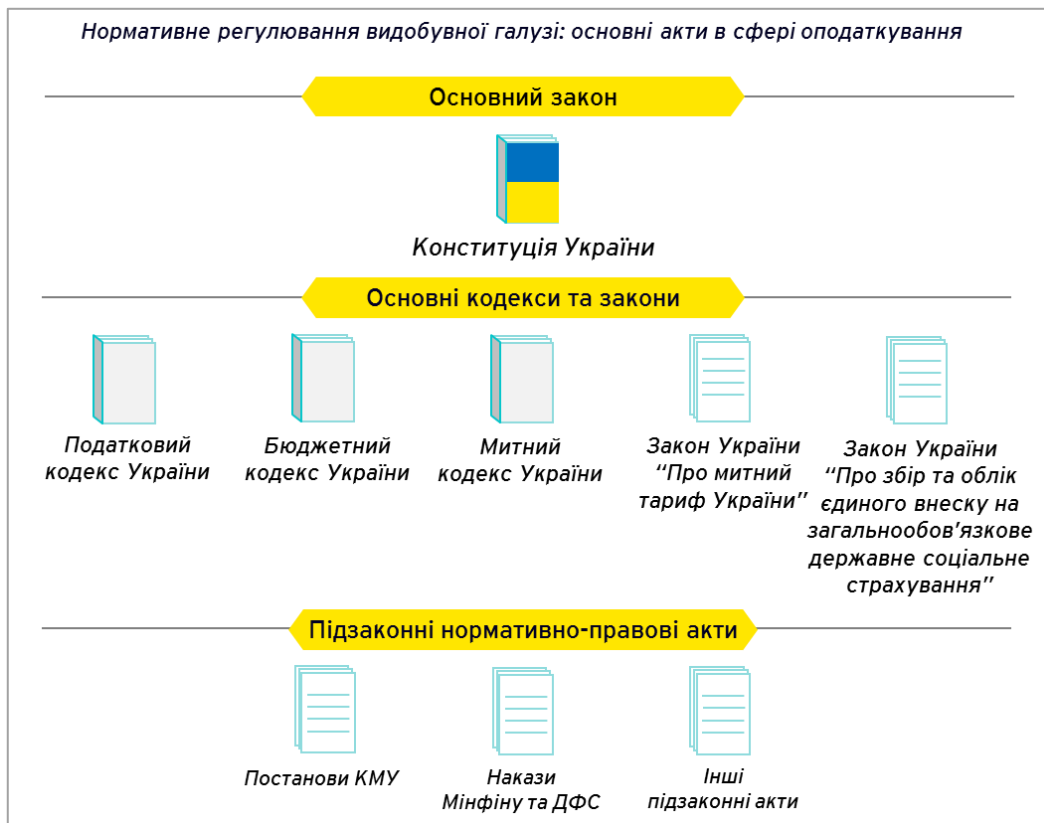 Нормативне регулювання видобувної галузі: основні акти в сфері оподаткування
Основний закон
Конституція України
Основні кодекси та закони
Податковий
кодекс України
Бюджетний
кодекс України
Митний
кодекс України
Закон України
“Про митний
тариф України”
Закон України
“Про збір та облік
єдиного внеску на
загальнообов'язкове
державне соціальне
страхування”
Підзаконні нормативно-правові акти
Постанови КМУ
Накази
Мінфіну та ДФС
Інші
підзаконні акти